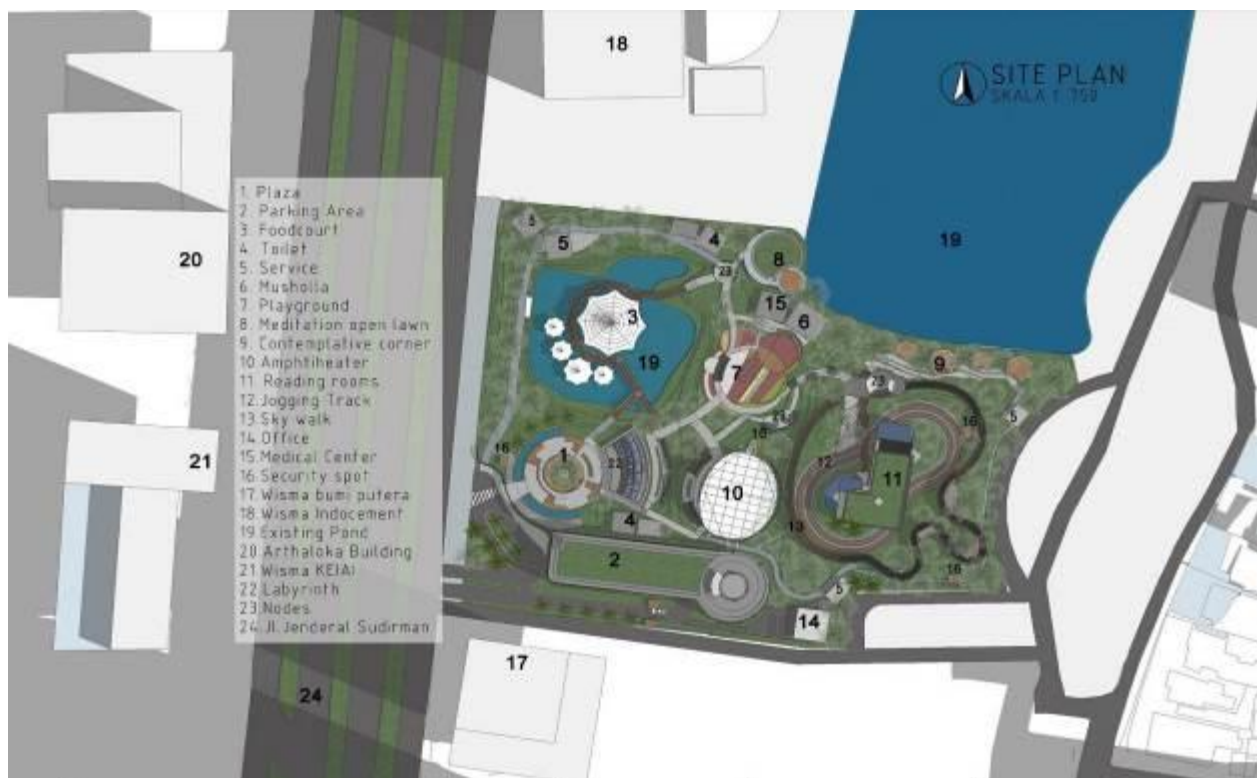 SITE PLAN
SKALA 1 : 750
1. Plaza
2. Parking Area
3. Foodcourt
4. Toilet
5. Service
6. Musholla
7. Playground
8. Meditation open lawn
9. Contemplative corner
10 Amphtiheater
11. Reading rooms
12. Jogging Track
13. Sky walk
14. Office
15. Medical Center
16. Security spot
17. Wisma bumi putera
18. Wisma Indocement
19. Existing Pond
20. Arthaloka Building
21. Wisma KEIAI
22. Labyrinth
23. Nodes
24. Jl. Jenderal Sudirman
18
5
5
4
8
19
20
23
15
6
3
19
7
9
23
23
5
16
21
16
1
22
16
12
11
10
13
4
2
16
5
14
17
24